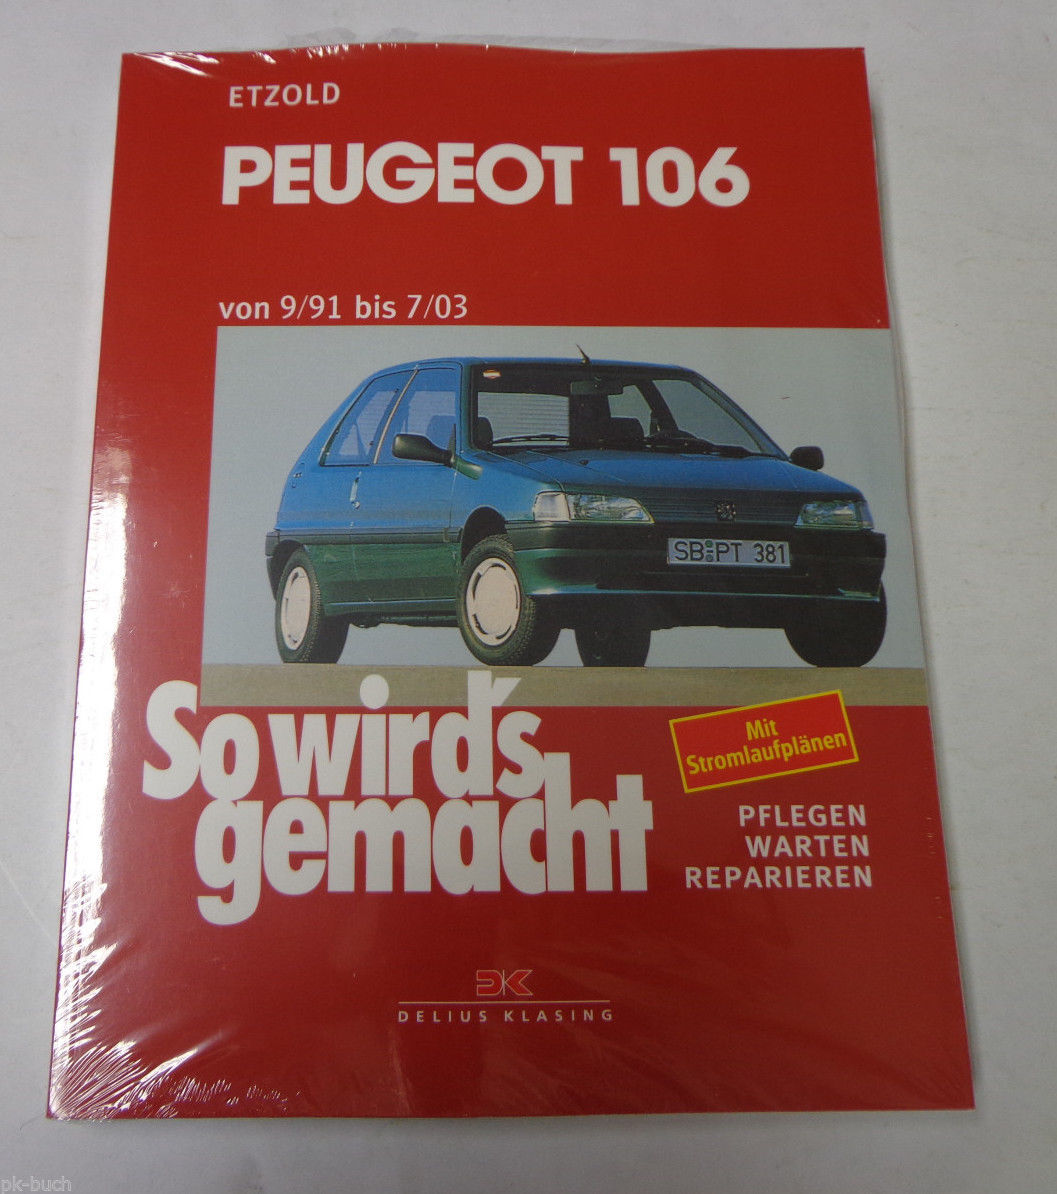 ETZOLD
PEUGEOT 106
von 9/91 bis 7/03
SB PT 381
So wird's
gemacht
Mit
Stromlaufplänen
PFLEGEN
WARTEN
REPARIEREN
DK
DELIUS KLASING
pk-buch